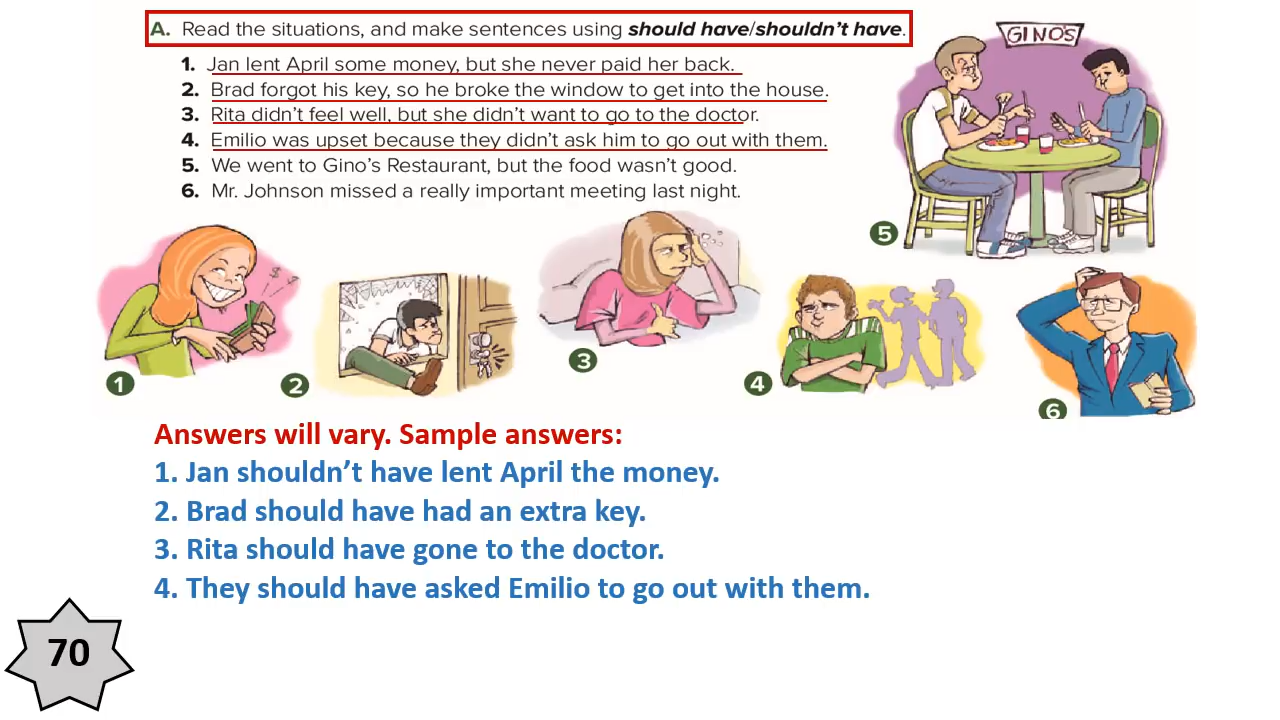 A. Read the situations, and make sentences using should have/shouldn't have.
1. Jan lent April some money, but she never paid her back.
2. Brad forgot his key, so he broke the window to get into the house.
3. Rita didn't feel well, but she didn't want to go to the doctor.
4. Emilio was upset because they didn't ask him to go out with them.
5. We went to Gino's Restaurant, but the food wasn't good.
6. Mr. Johnson missed a really important meeting last night.
GINO'S
5
1
2
3
4
6
Answers will vary. Sample answers:
1. Jan shouldn't have lent April the money.
2. Brad should have had an extra key.
3. Rita should have gone to the doctor.
4. They should have asked Emilio to go out with them.
70